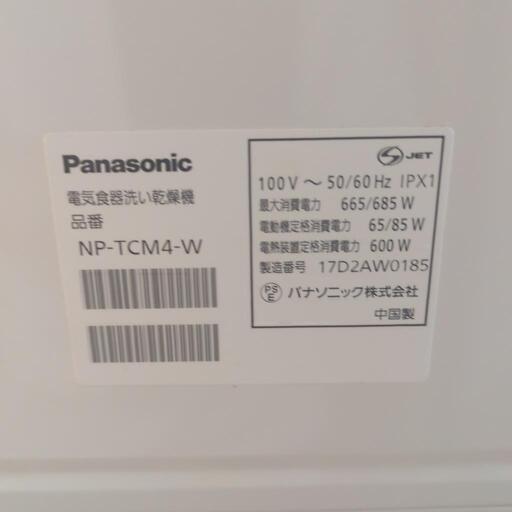 Panasonic
電気食器洗い乾燥機
品番
NP-TCM4-W
JET
100V ～ 50/60Hz IPX1
最大消費電力 665/685 W
電動機定格消費電力 65/85 W
電熱装置定格消費電力 600 W
製造番号 17D2AW0185
PSE パナソニック株式会社
中国製